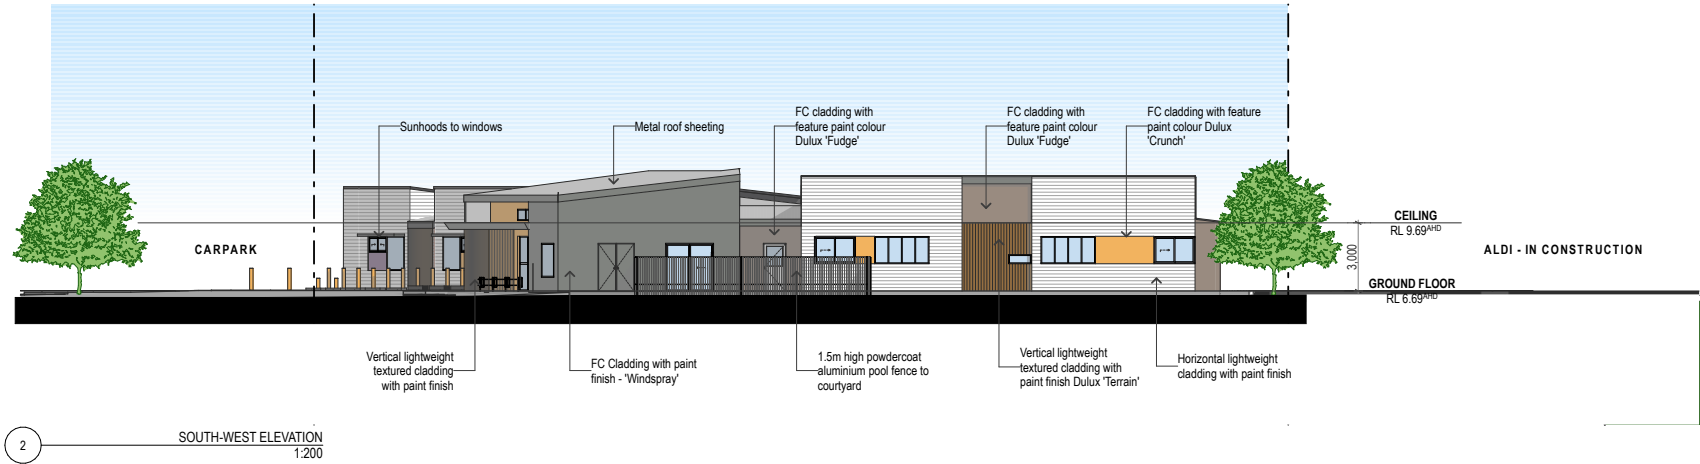 Sunhoods to windows
Metal roof sheeting
FC cladding with
feature paint colour
Dulux 'Fudge'
FC cladding with
feature paint colour
Dulux 'Fudge'
FC cladding with feature
paint colour Dulux
'Crunch'
CARPARK
CEILING
RL 9.69AHD
3,000
ALDI - IN CONSTRUCTION
GROUND FLOOR
RL 6.69AHD
Vertical lightweight
textured cladding
with paint finish
FC Cladding with paint
finish - 'Windspray'
1.5m high powdercoat
aluminium pool fence to
courtyard
Vertical lightweight
textured cladding with
paint finish Dulux 'Terrain'
Horizontal lightweight
cladding with paint finish
2
SOUTH-WEST ELEVATION
1:200